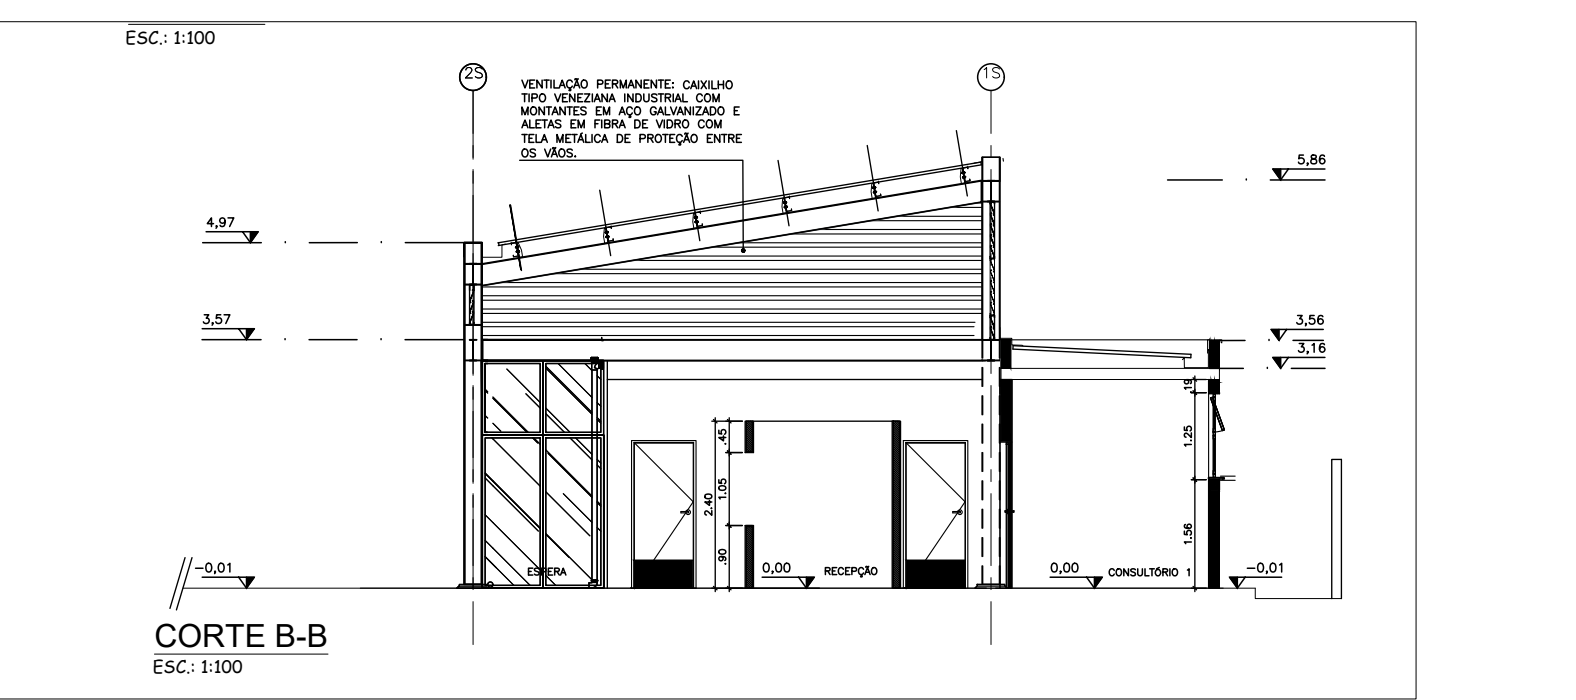 ESC.: 1:100
2S
1S
VENTILAÇÃO PERMANENTE: CAIXILHO
TIPO VENEZIANA INDUSTRIAL COM
MONTANTES EM AÇO GALVANIZADO E
ALETAS EM FIBRA DE VIDRO COM
TELA METÁLICA DE PROTEÇÃO ENTRE
OS VÃOS.
5,86
4,97
3,57
3,56
3,16
19
1.25
1.56
.45
1.05
2.40
.90
-0,01
ESPERA
0,00
RECEPÇÃO
0,00
CONSULTÓRIO 1
-0,01
CORTE B-B
ESC.: 1:100